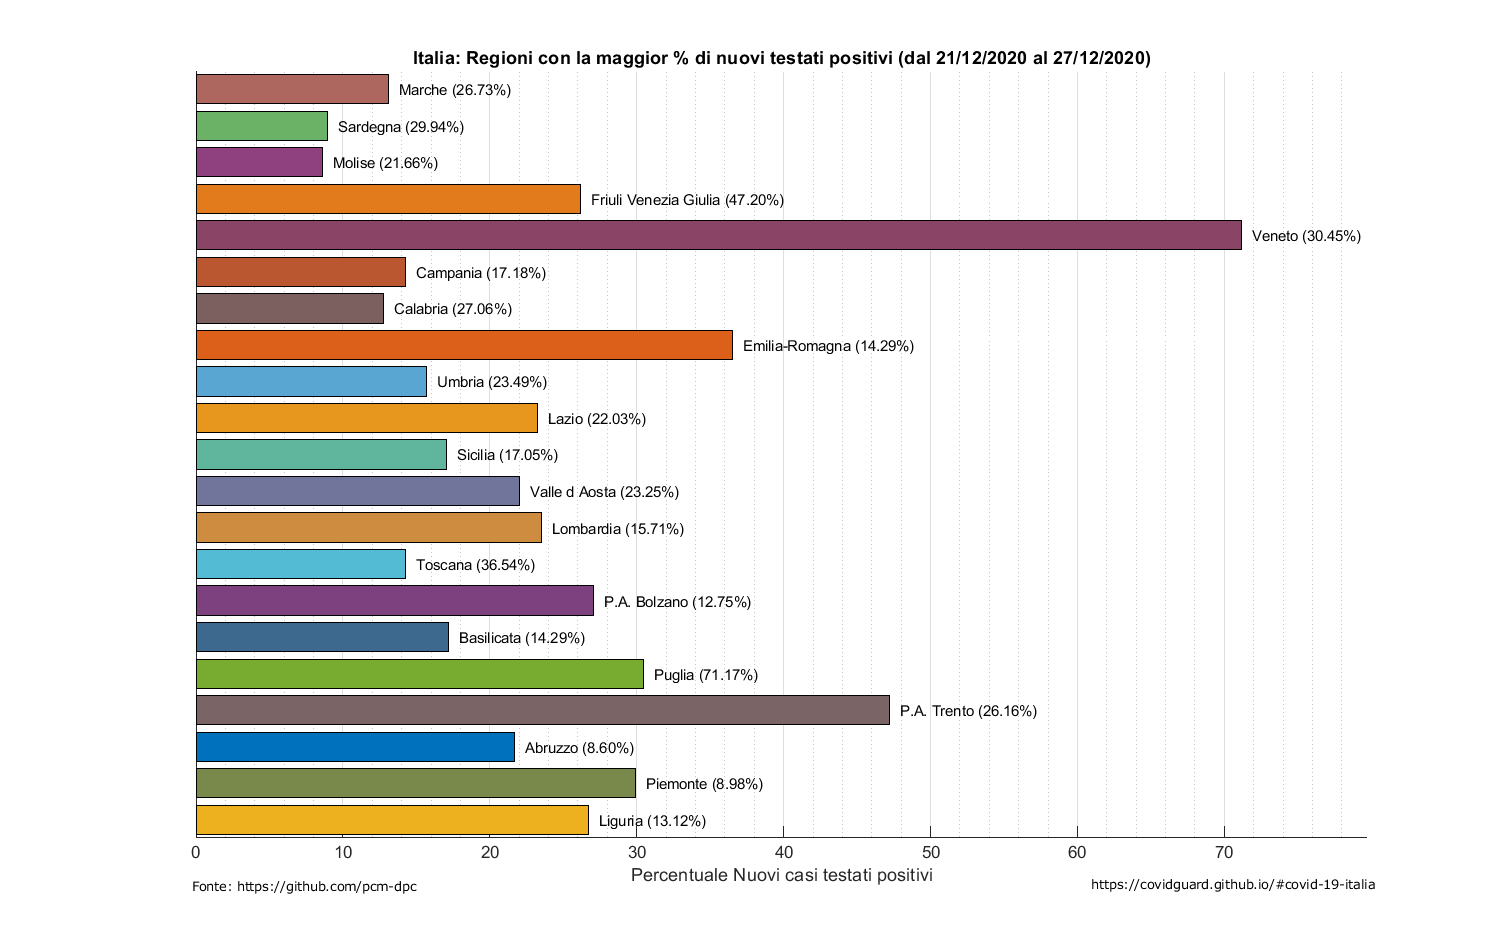 Italia: Regioni con la maggior % di nuovi testati positivi (dal 21/12/2020 al 27/12/2020)
Marche (26.73%)
Sardegna (29.94%)
Molise (21.66%)
Friuli Venezia Giulia (47.20%)
Veneto (30.45%)
Campania (17.18%)
Calabria (27.06%)
Emilia-Romagna (14.29%)
Umbria (23.49%)
Lazio (22.03%)
Sicilia (17.05%)
Valle d Aosta (23.25%)
Lombardia (15.71%)
Toscana (36.54%)
P.A. Bolzano (12.75%)
Basilicata (14.29%)
Puglia (71.17%)
P.A. Trento (26.16%)
Abruzzo (8.60%)
Piemonte (8.98%)
Liguria (13.12%)
0 10 20 30 40 50 60 70
Percentuale Nuovi casi testati positivi
Fonte: https://github.com/pcm-dpc
https://covidguard.github.io/#covid-19-italia